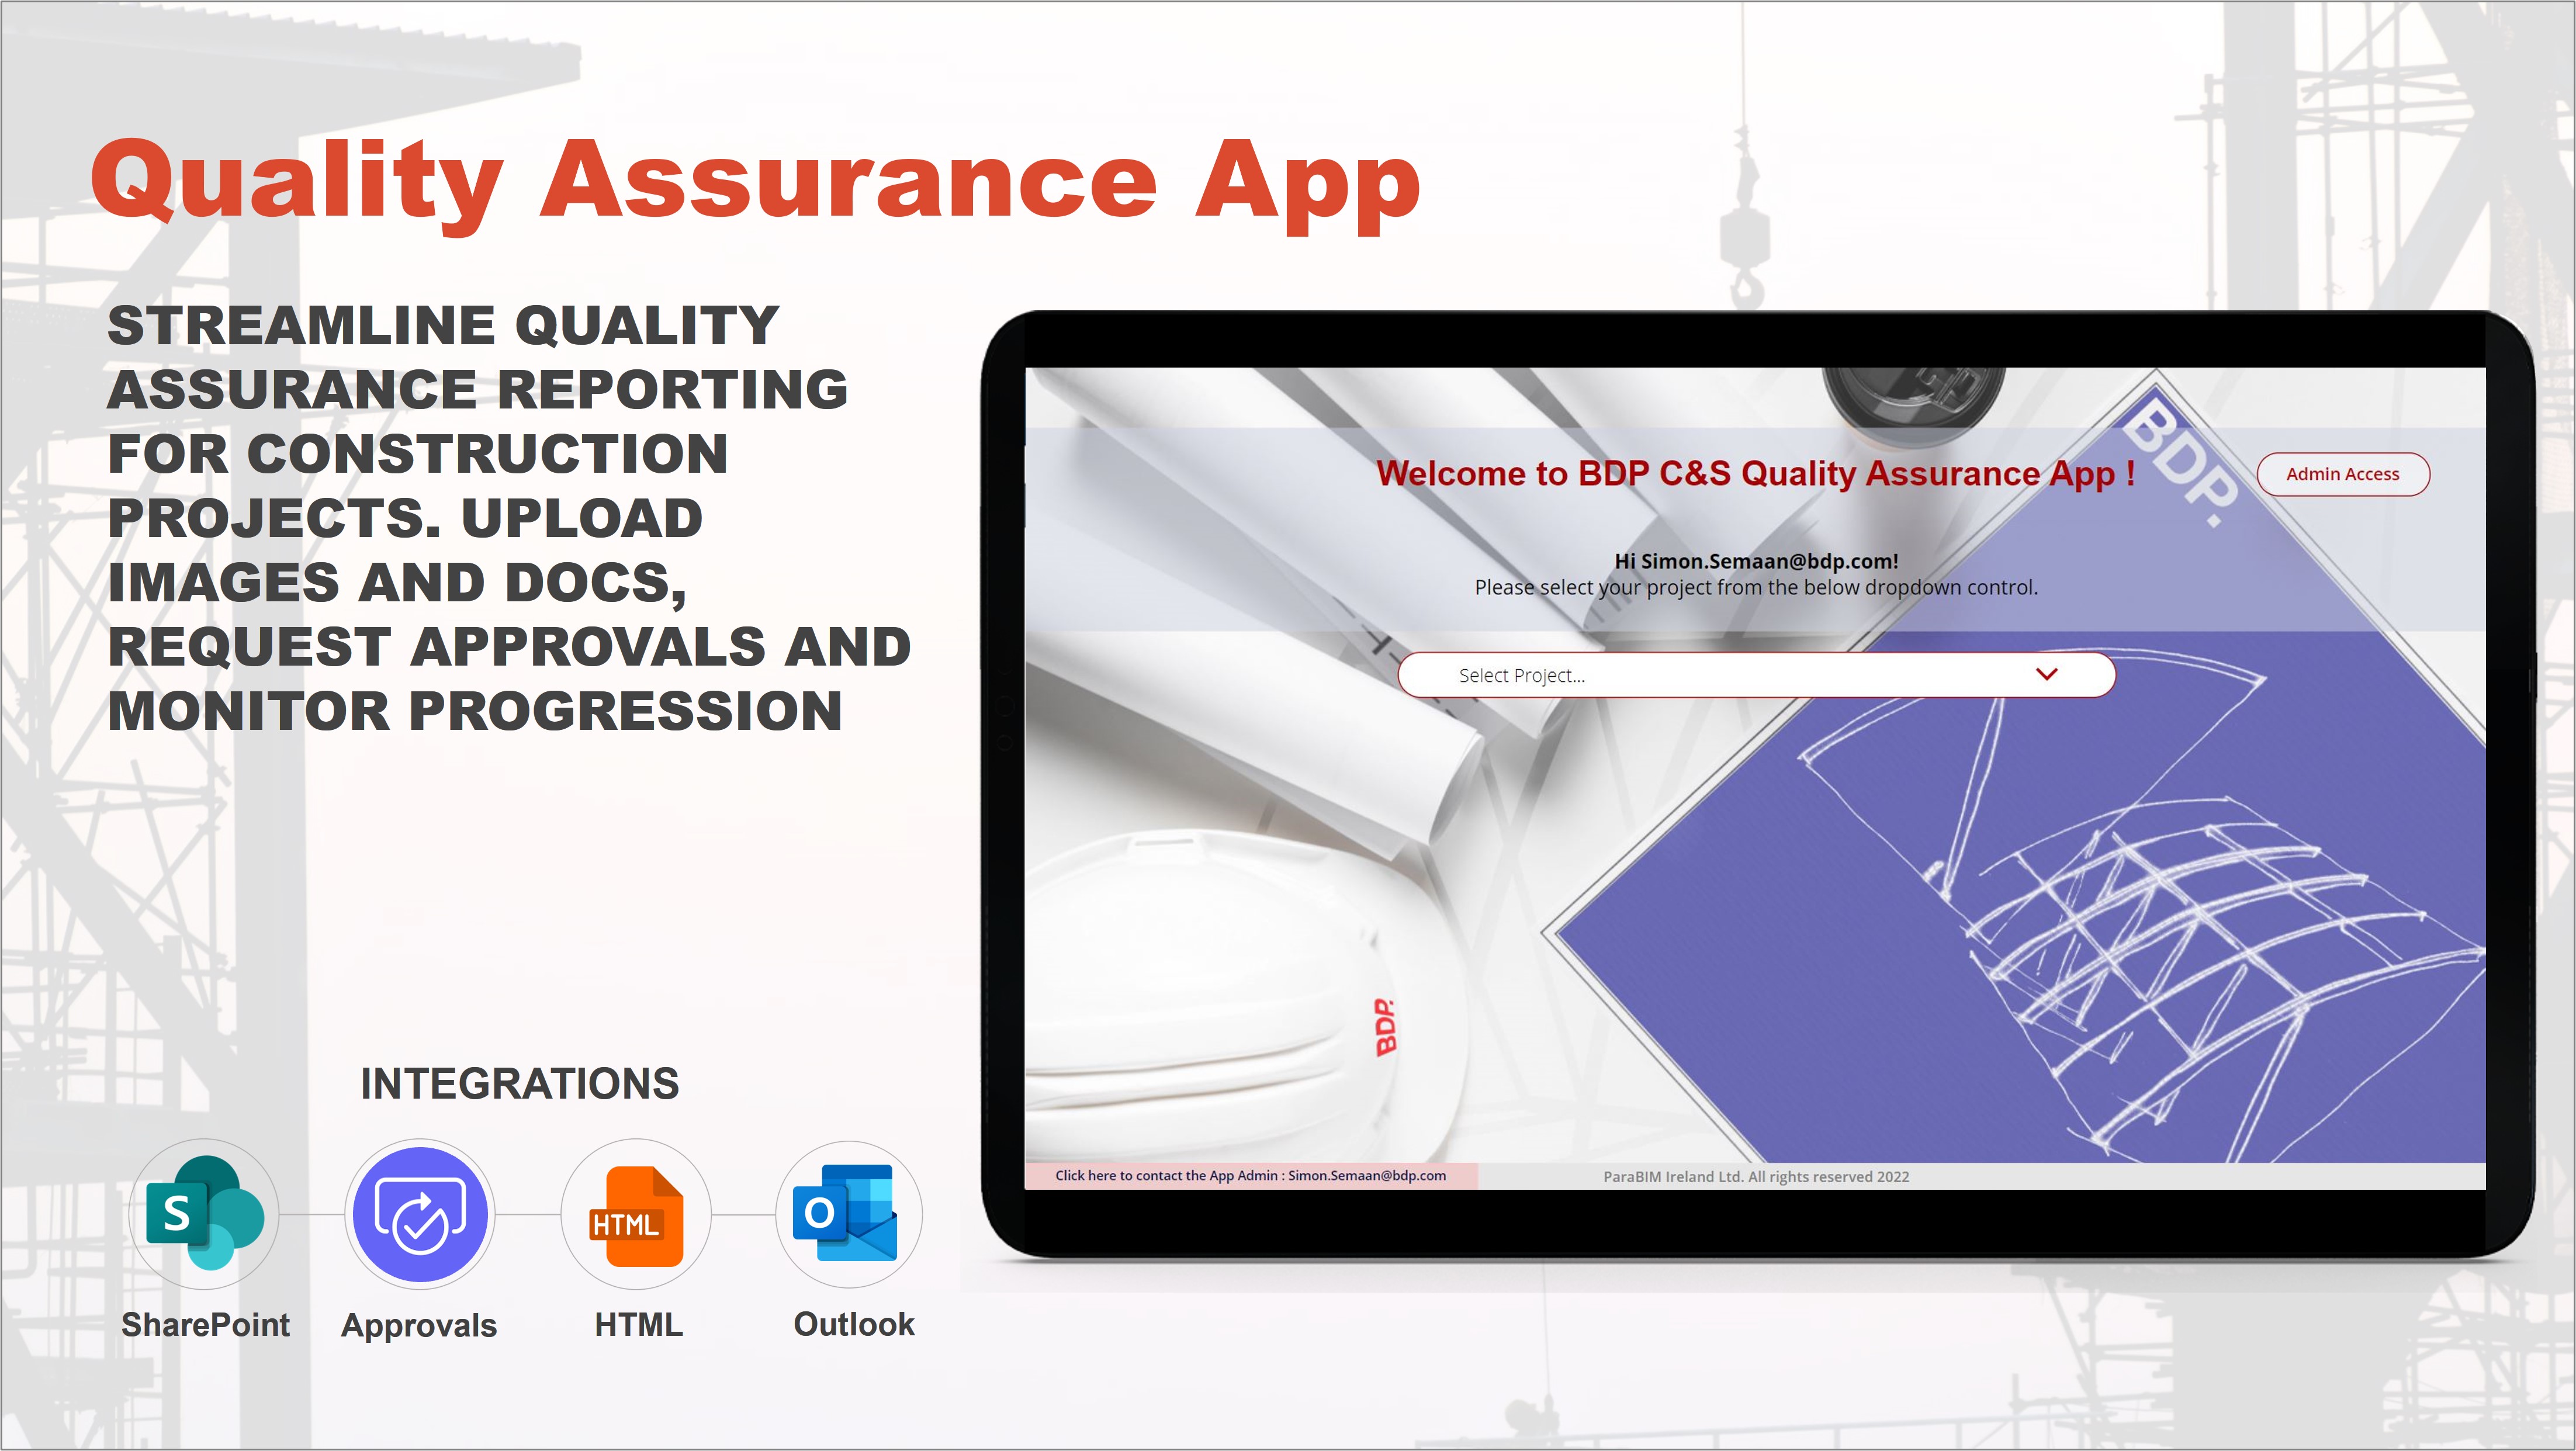 Quality Assurance App
STREAMLINE QUALITY
ASSURANCE REPORTING
FOR CONSTRUCTION
PROJECTS. UPLOAD
IMAGES AND DOCS,
REQUEST APPROVALS AND
MONITOR PROGRESSION
BDP.
Welcome to BDP C&S Quality Assurance App !
Admin Access
Hi Simon.Semaan@bdp.com!
Please select your project from the below dropdown control.
Select Project...
BDP.
Click here to contact the App Admin : Simon.Semaan@bdp.com
ParaBIM Ireland Ltd. All rights reserved 2022
INTEGRATIONS
S
HTML
O
SharePoint
Approvals
HTML
Outlook